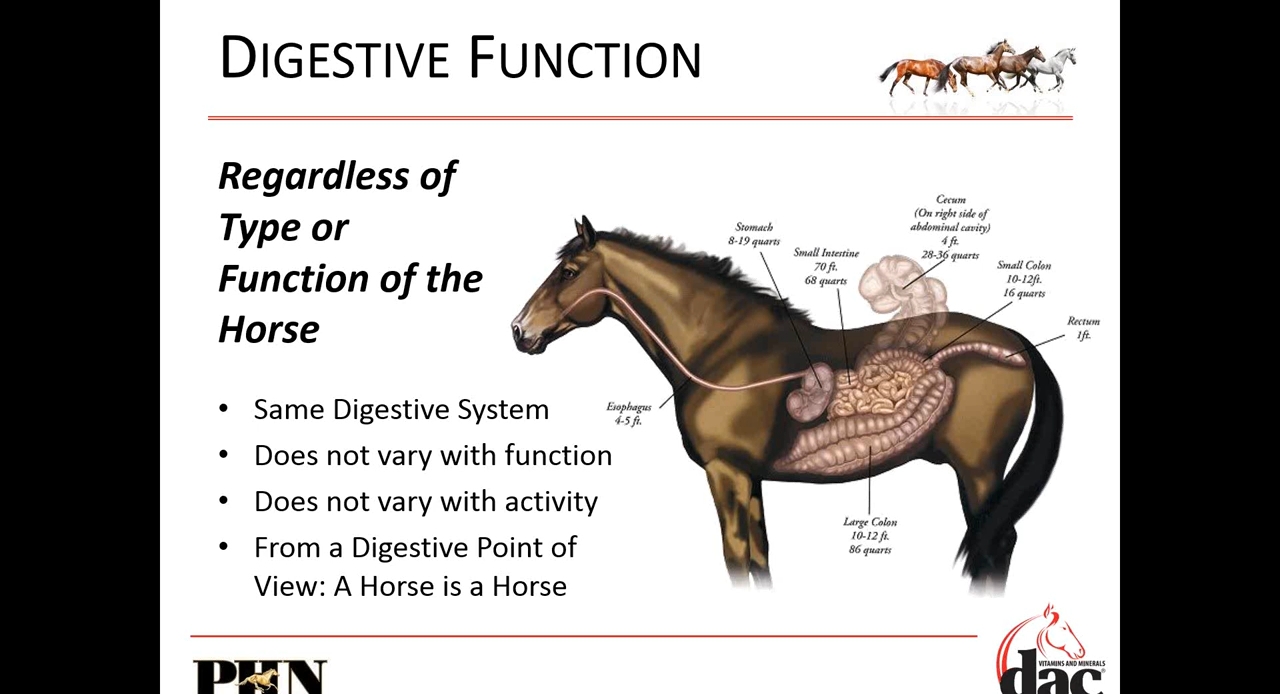 DIGESTIVE FUNCTION
Regardless of
Type or
Function of the
Horse
• Same Digestive System
• Does not vary with function
• Does not vary with activity
• From a Digestive Point of
View: A Horse is a Horse
Stomach
8-19 quarts
Small Intestine
70 ft.
68 quarts
Cecum
(On right side of
abdominal cavity)
4 ft.
28-36 quarts
Small Colon
10-12ft.
16 quarts
Rectum
1ft.
Esophagus
4-5 ft.
Large Colon
10-12 ft.
86 quarts
PHN
VITAMINS AND MINERALS
dac